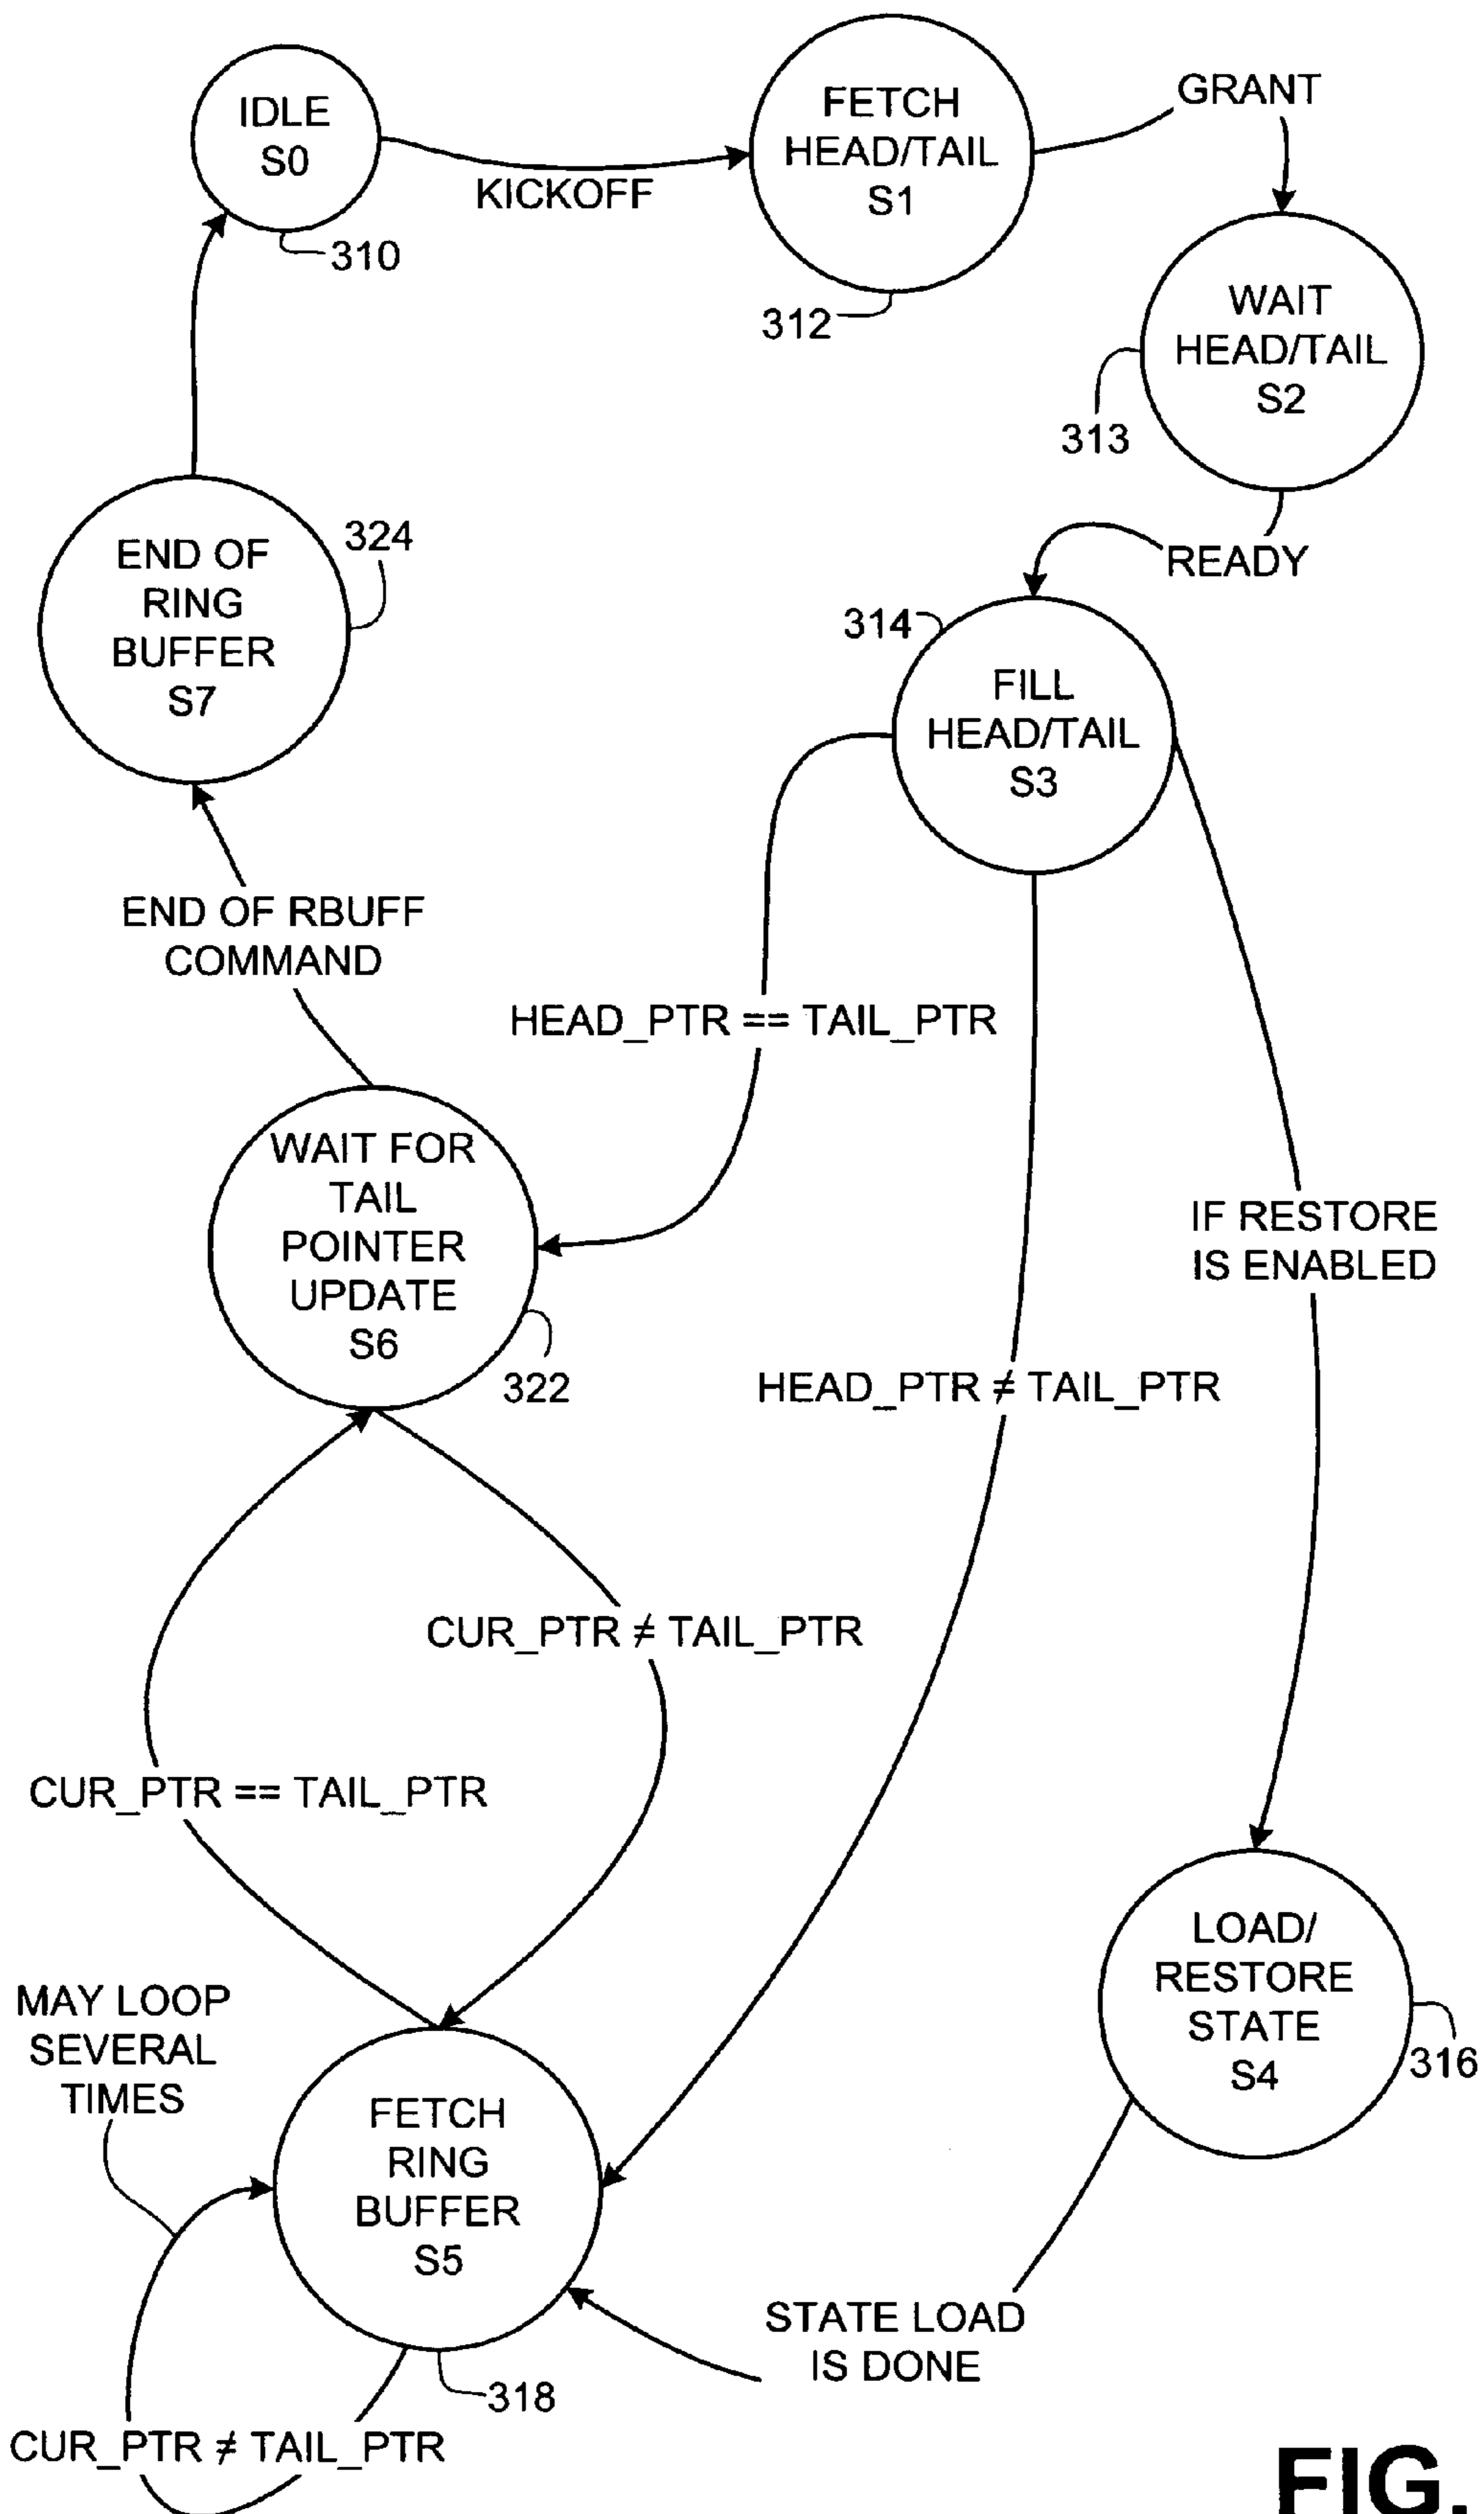 IDLE
S0
310
KICKOFF
FETCH
HEAD/TAIL
S1
312
GRANT
WAIT
HEAD/TAIL
S2
313
READY
END OF
RING
BUFFER
S7
324
314
FILL
HEAD/TAIL
S3
END OF RBUFF
COMMAND
HEAD_PTR == TAIL_PTR
WAIT FOR
TAIL
POINTER
UPDATE
S6
322
IF RESTORE
IS ENABLED
HEAD_PTR ≠ TAIL_PTR
CUR_PTR ≠ TAIL_PTR
CUR_PTR == TAIL_PTR
LOAD/
RESTORE
STATE
S4
316
MAY LOOP
SEVERAL
TIMES
FETCH
RING
BUFFER
S5
318
STATE LOAD
IS DONE
CUR_PTR ≠ TAIL_PTR
FIG.